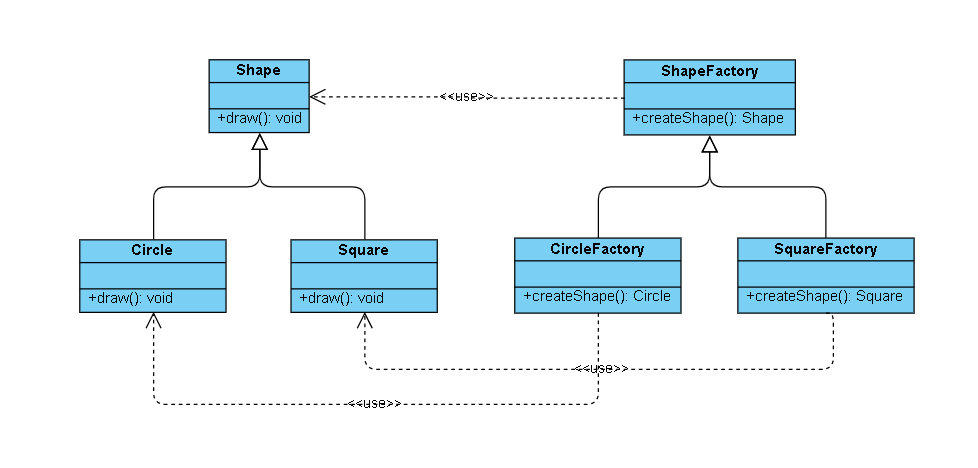 Shape
+draw(): void
<<use>>
ShapeFactory
+createShape(): Shape
Circle
+draw(): void
Square
+draw(): void
CircleFactory
+createShape(): Circle
SquareFactory
+createShape(): Square
<<use>>
<<use>>